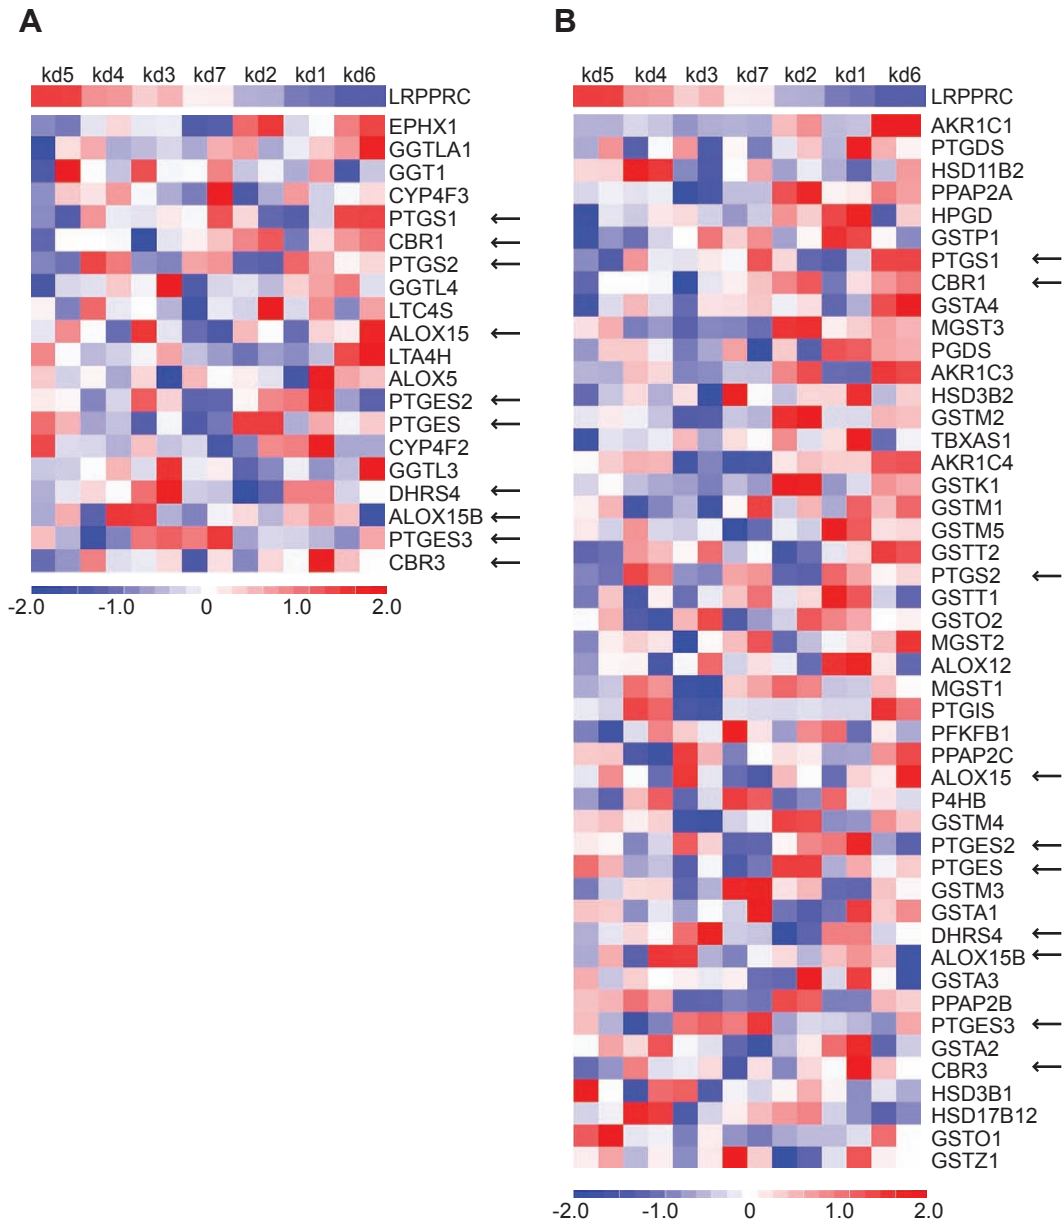 A
kd5 kd4 kd3 kd7 kd2 kd1 kd6
LRPPRC
EPHX1
GGTLA1
GGT1
CYP4F3
PTGS1 ←
CBR1 ←
PTGS2 ←
GGTL4
LTC4S
ALOX15 ←
LTA4H
ALOX5
PTGES2 ←
PTGES ←
CYP4F2
GGTL3
DHRS4 ←
ALOX15B ←
PTGES3 ←
CBR3 ←
-2.0 -1.0 0 1.0 2.0
B
kd5 kd4 kd3 kd7 kd2 kd1 kd6
LRPPRC
AKR1C1
PTGDS
HSD11B2
PPAP2A
HPGD
GSTP1
PTGS1 ←
CBR1 ←
GSTA4
MGST3
PGDS
AKR1C3
HSD3B2
GSTM2
TBXAS1
AKR1C4
GSTK1
GSTM1
GSTM5
GSTT2
PTGS2 ←
GSTT1
GSTO2
MGST2
ALOX12
MGST1
PTGIS
PFKFB1
PPAP2C
ALOX15 ←
P4HB
GSTM4
PTGES2 ←
PTGES ←
GSTM3
GSTA1
DHRS4 ←
ALOX15B ←
GSTA3
PPAP2B
PTGES3 ←
GSTA2
CBR3 ←
HSD3B1
HSD17B12
GSTO1
GSTZ1
-2.0 -1.0 0 1.0 2.0